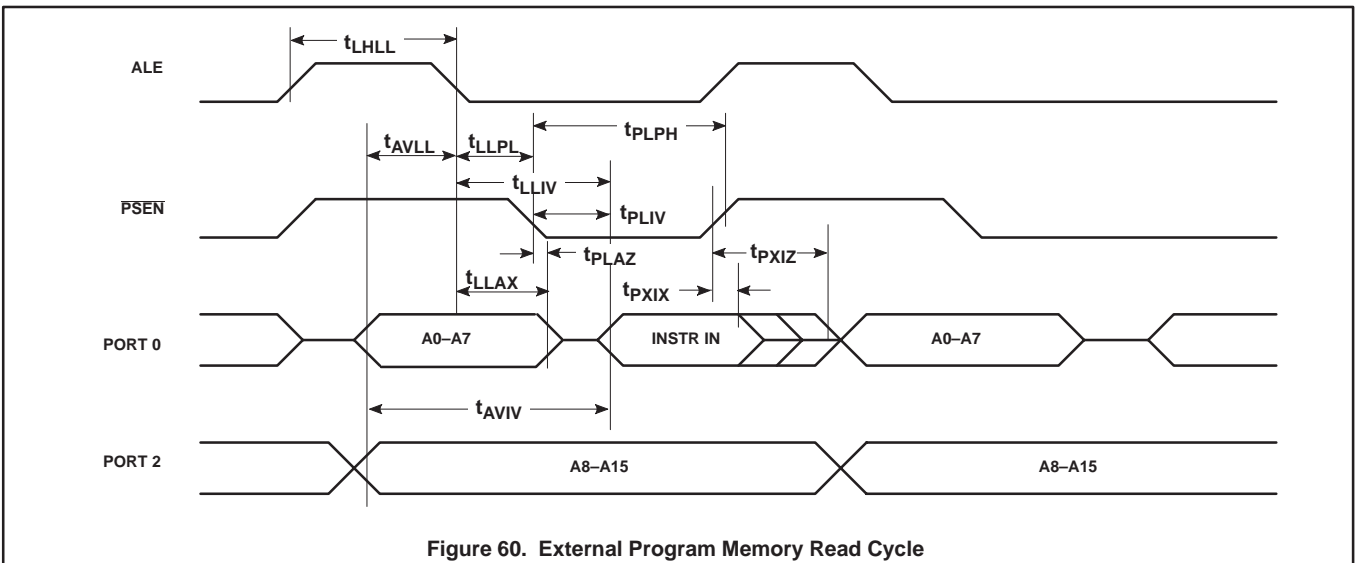 tLHLL
ALE
tPLPH
tAVLL
tLLPL
tLLIV
PSEN
tPLIV
tPLAZ
tPXIZ
tLLAX
tPXIX
PORT 0
A0–A7
INSTR IN
A0–A7
tAVIV
PORT 2
A8–A15
A8–A15
Figure 60. External Program Memory Read Cycle